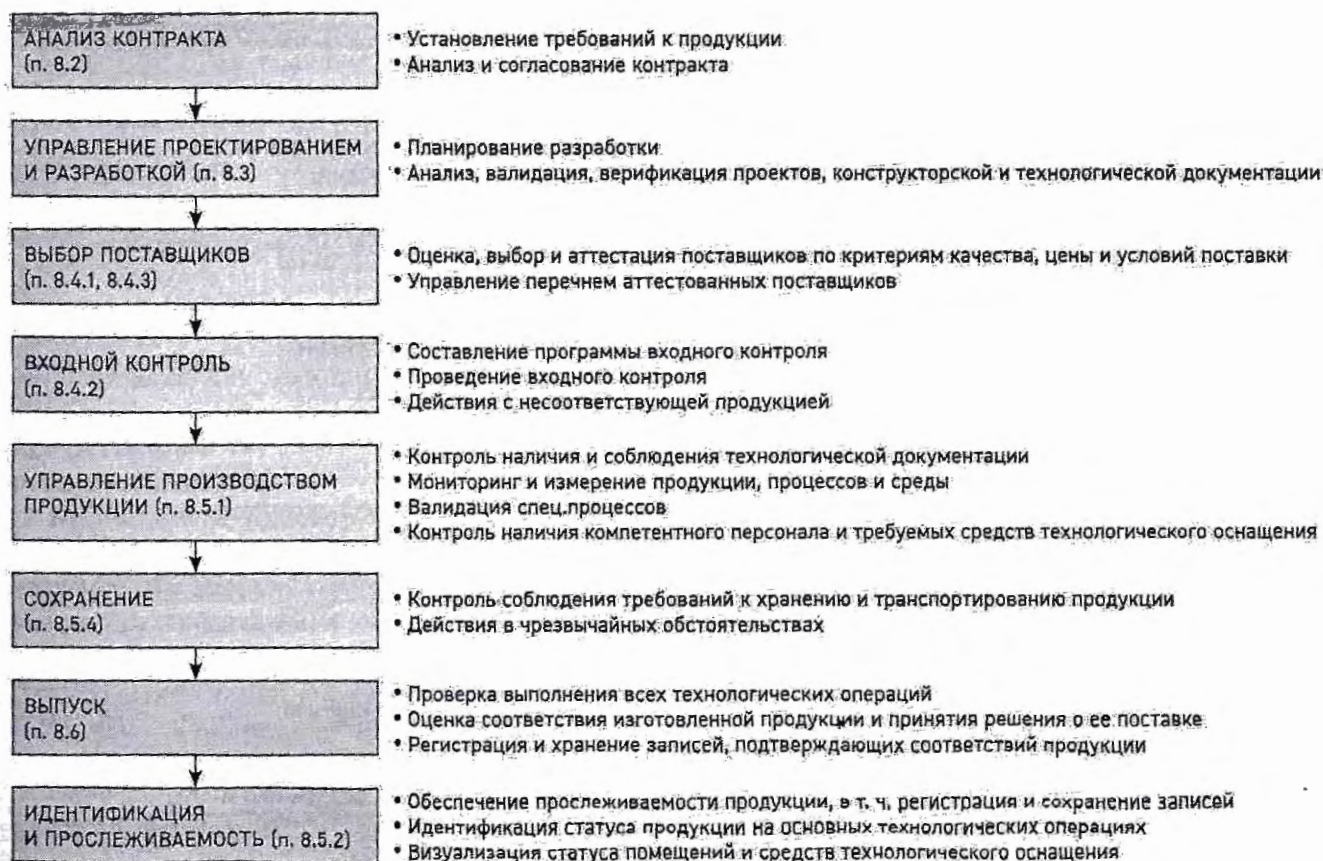 АНАЛИЗ КОНТРАКТА
(п. 8.2)
• Установление требований к продукции
• Анализ и согласование контракта
УПРАВЛЕНИЕ ПРОЕКТИРОВАНИЕМ
И РАЗРАБОТКОЙ (п. 8.3)
• Планирование разработки
• Анализ, валидация, верификация проектов, конструкторской и технологической документации
ВЫБОР ПОСТАВЩИКОВ
(п. 8.4.1, 8.4.3)
• Оценка, выбор и аттестация поставщиков по критериям качества, цены и условий поставки
• Управление перечнем аттестованных поставщиков
ВХОДНОЙ КОНТРОЛЬ
(п. 8.4.2)
• Составление программы входного контроля
• Проведение входного контроля
• Действия с несоответствующей продукцией
УПРАВЛЕНИЕ ПРОИЗВОДСТВОМ
ПРОДУКЦИИ (п. 8.5.1)
• Контроль наличия и соблюдения технологической документации
• Мониторинг и измерение продукции, процессов и среды
• Валидация спец.процессов
• Контроль наличия компетентного персонала и требуемых средств технологического оснащения
СОХРАНЕНИЕ
(п. 8.5.4)
• Контроль соблюдения требований к хранению и транспортированию продукции
• Действия в чрезвычайных обстоятельствах
ВЫПУСК
(п. 8.6)
• Проверка выполнения всех технологических операций
• Оценка соответствия изготовленной продукции и принятия решения о ее поставке
• Регистрация и хранение записей, подтверждающих соответствий продукции
ИДЕНТИФИКАЦИЯ
И ПРОСЛЕЖИВАЕМОСТЬ (п. 8.5.2)
• Обеспечение прослеживаемости продукции, в т. ч. регистрация и сохранение записей
• Идентификация статуса продукции на основных технологических операциях
• Визуализация статуса помещений и средств технологического оснащения